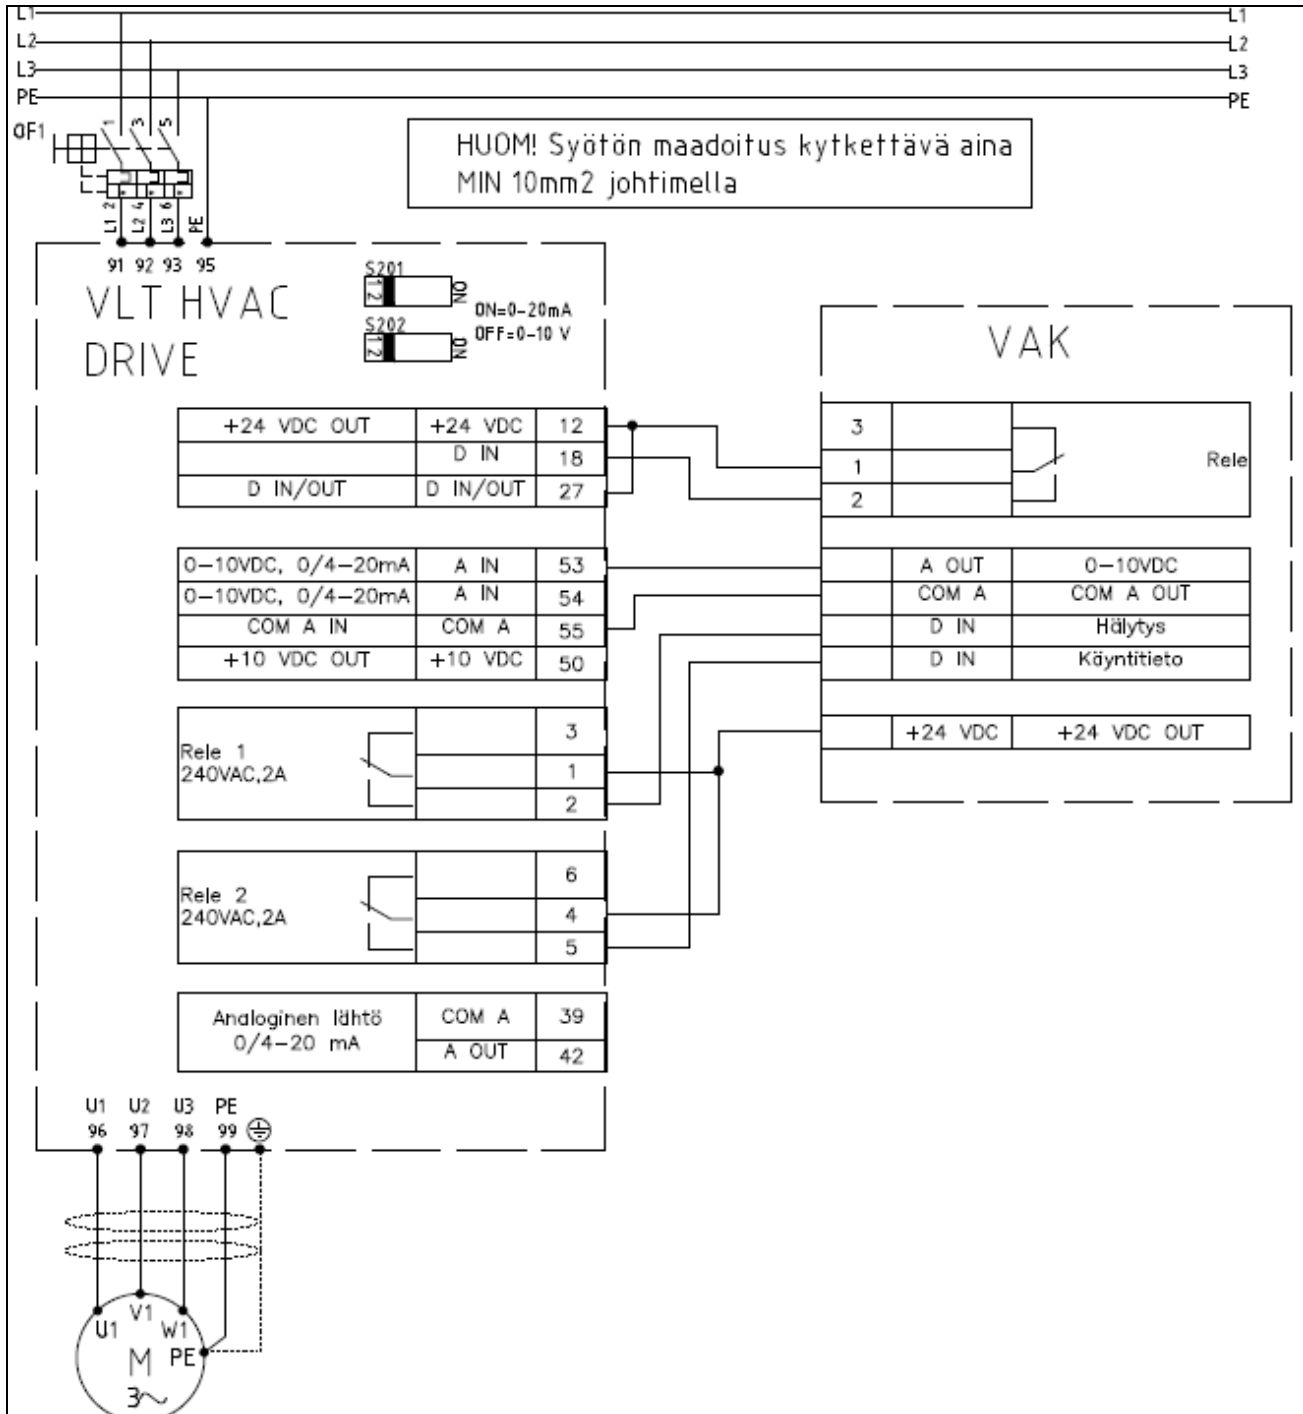 L1 L1
L2 L2
L3 L3
PE PE
QF1
1 3 5
HUOM! Syötön maadoitus kytkettävä aina
MIN 10mm2 johtimella
2 4 6
L1 L2 L3 PE
91 92 93 95
VLT HVAC
DRIVE
S201
1 2
ON
S202
1 2
ON
ON=0-20mA
OFF=0-10 V
VAK
+24 VDC OUT +24 VDC 12
D IN 18
D IN/OUT D IN/OUT 27
3
1
2
Rele
0-10VDC, 0/4-20mA A IN 53
0-10VDC, 0/4-20mA A IN 54
COM A IN COM A 55
+10 VDC OUT +10 VDC 50
A OUT 0-10VDC
COM A COM A OUT
D IN Hälytys
D IN Käyntitieto
+24 VDC +24 VDC OUT
Rele 1
240VAC,2A
3
1
2
Rele 2
240VAC,2A
6
4
5
Analoginen lähtö
0/4-20 mA
COM A 39
A OUT 42
U1 U2 U3 PE
96 97 98 99
U1 V1 W1
M PE
3~